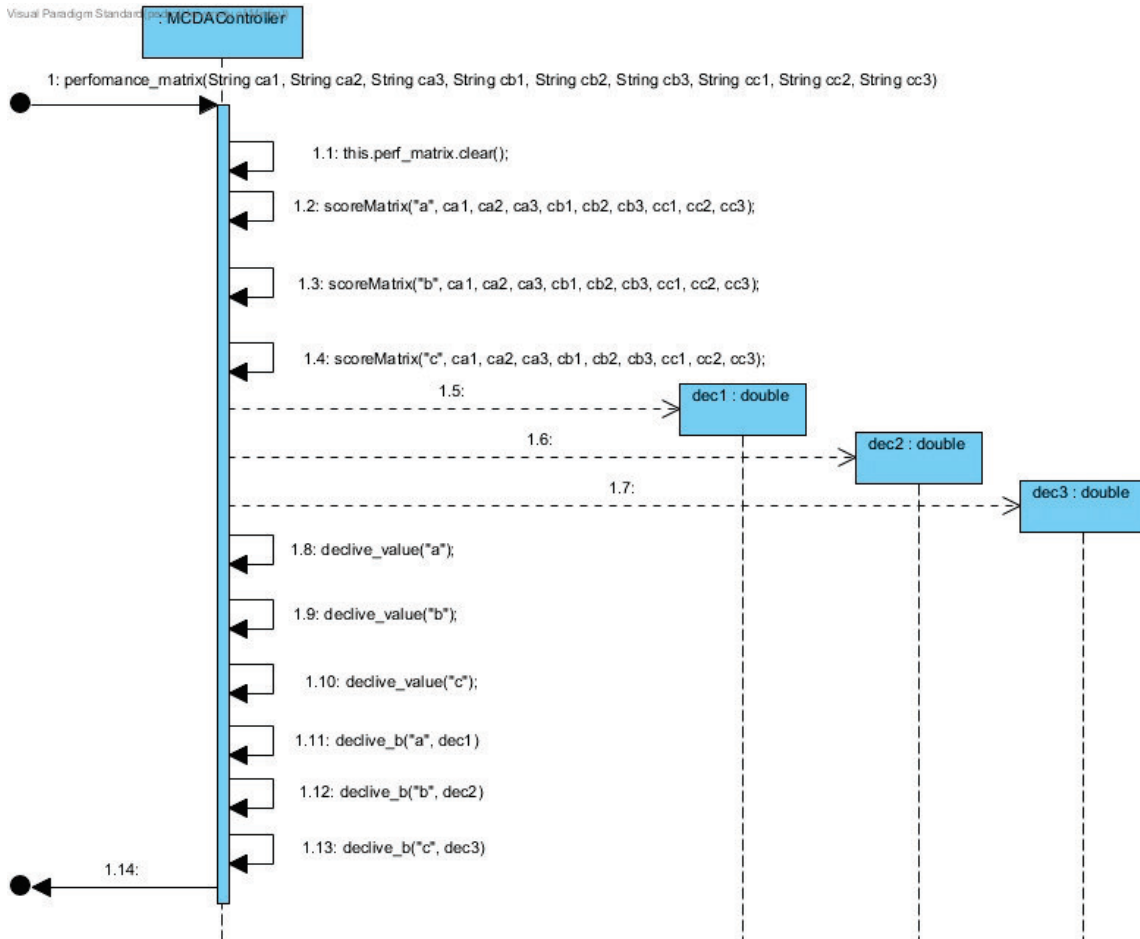 Visual Paradigm Standard
: MCDAController
1: perfomance_matrix(String ca1, String ca2, String ca3, String cb1, String cb2, String cb3, String cc1, String cc2, String cc3)
1.1: this.perf_matrix.clear();
1.2: scoreMatrix("a", ca1, ca2, ca3, cb1, cb2, cb3, cc1, cc2, cc3);
1.3: scoreMatrix("b", ca1, ca2, ca3, cb1, cb2, cb3, cc1, cc2, cc3);
1.4: scoreMatrix("c", ca1, ca2, ca3, cb1, cb2, cb3, cc1, cc2, cc3);
1.5:
dec1 : double
1.6:
dec2 : double
1.7:
dec3 : double
1.8: declive_value("a");
1.9: declive_value("b");
1.10: declive_value("c");
1.11: declive_b("a", dec1)
1.12: declive_b("b", dec2)
1.13: declive_b("c", dec3)
1.14: